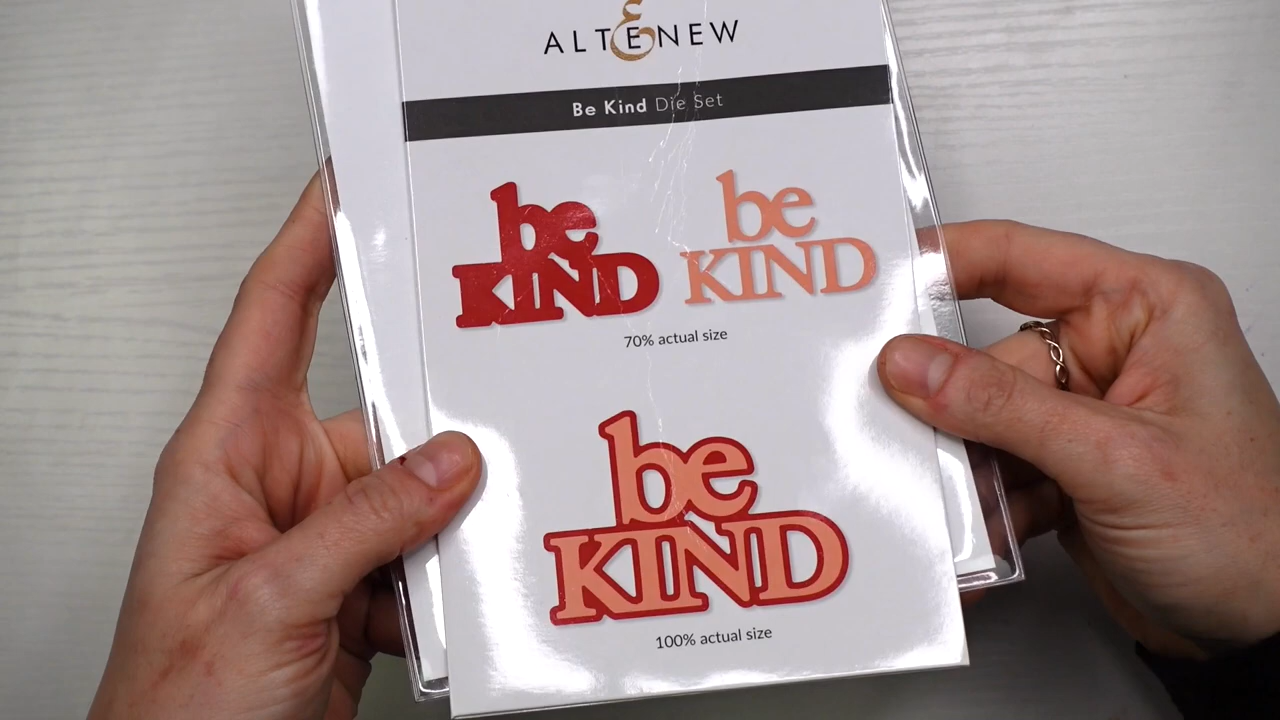 ALTENEW
Be Kind Die Set
be
KIND
be
KIND
70% actual size
be
KIND
100% actual size